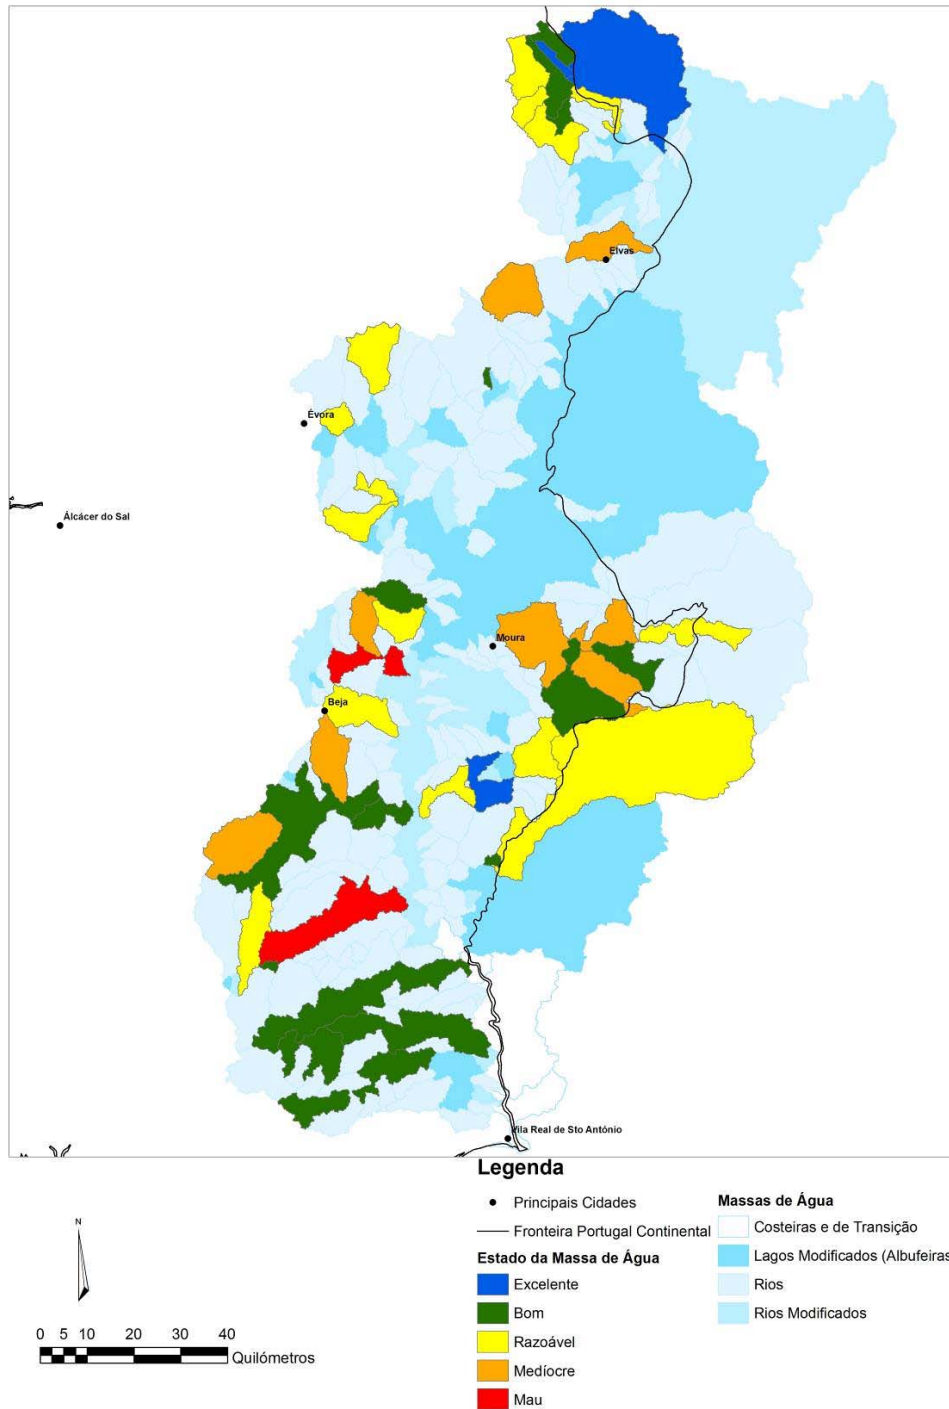 Elvas
Évora
Álcácer do Sal
Moura
Beja
Vila Real de Sto António
Legenda
Principais Cidades
Fronteira Portugal Continental
Estado da Massa de Água
Excelente
Bom
Razoável
Medíocre
Mau
Massas de Água
Costeiras e de Transição
Lagos Modificados (Albufeiras
Rios
Rios Modificados
N
0 5 10 20 30 40
Quilómetros